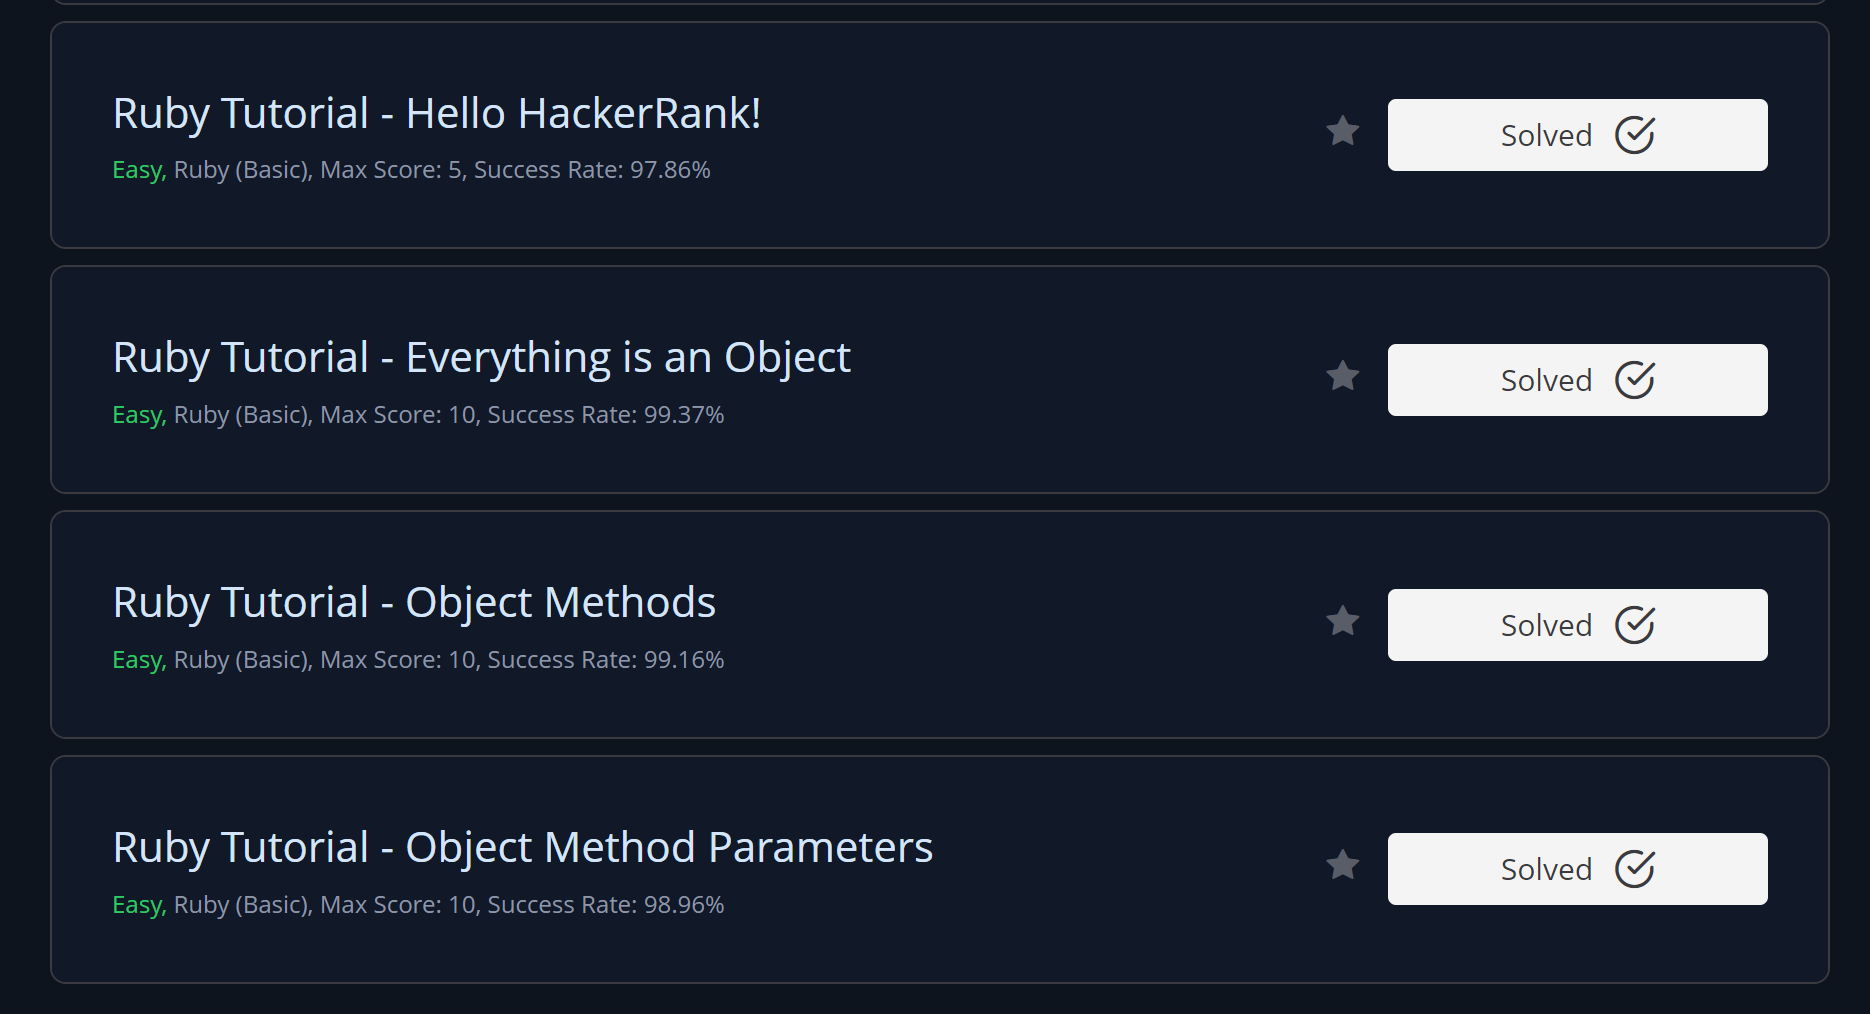 Ruby Tutorial - Hello HackerRank!
Easy, Ruby (Basic), Max Score: 5, Success Rate: 97.86%
Solved
Ruby Tutorial - Everything is an Object
Easy, Ruby (Basic), Max Score: 10, Success Rate: 99.37%
Solved
Ruby Tutorial - Object Methods
Easy, Ruby (Basic), Max Score: 10, Success Rate: 99.16%
Solved
Ruby Tutorial - Object Method Parameters
Easy, Ruby (Basic), Max Score: 10, Success Rate: 98.96%
Solved